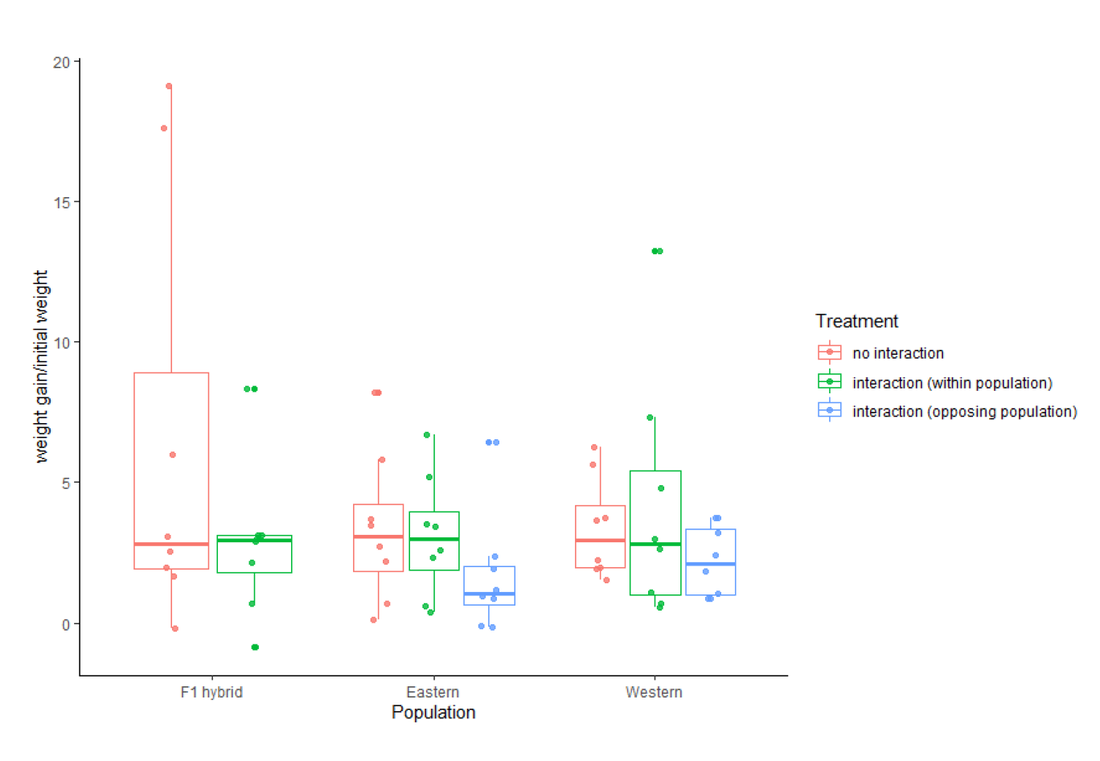 20
15
10
5
0
weight gain/initial weight
F1 hybrid Eastern Western
Population
Treatment
no interaction
interaction (within population)
interaction (opposing population)